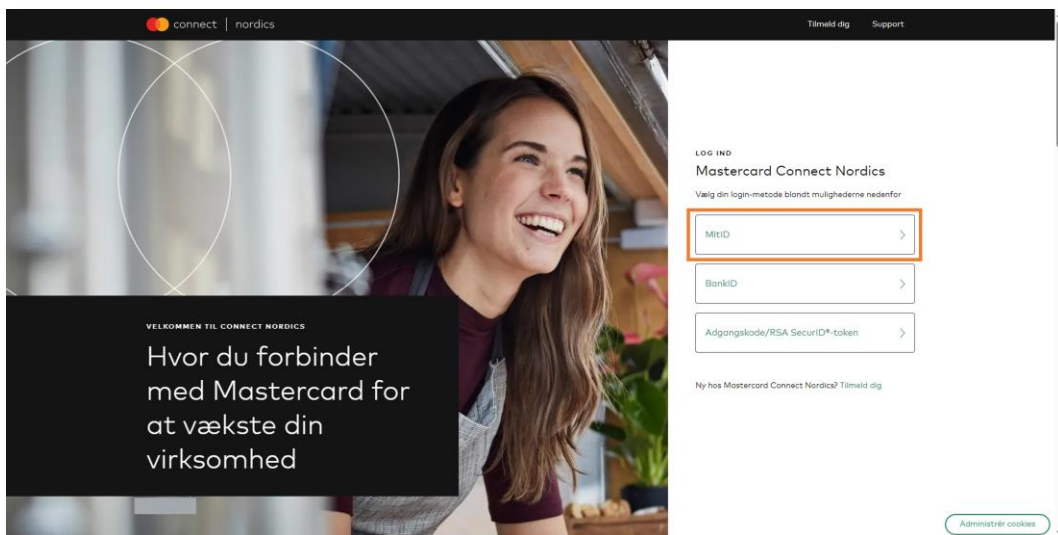 connect | nordics
Tilmeld dig
Support
LOG IND
Mastercard Connect Nordics
Vælg din login-metode blandt mulighederne nedenfor
MitID
BankID
Adgangskode/RSA SecurID®-token
Ny hos Mastercard Connect Nordics? Tilmeld dig
VELKOMMEN TIL CONNECT NORDICS
Hvor du forbinder
med Mastercard for
at vækste din
virksomhed
Administrér cookies